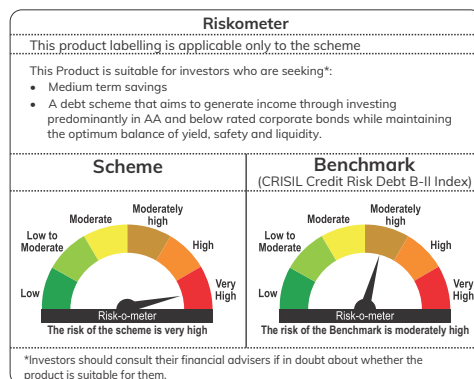 Riskometer
This product labelling is applicable only to the scheme
This Product is suitable for investors who are seeking*:
• Medium term savings
• A debt scheme that aims to generate income through investing
predominantly in AA and below rated corporate bonds while maintaining
the optimum balance of yield, safety and liquidity.
Scheme
Low
Low to
Moderate
Moderate
Moderately
high
High
Very
High
Risk-o-meter
The risk of the scheme is very high
Benchmark
(CRISIL Credit Risk Debt B-II Index)
Low
Low to
Moderate
Moderate
Moderately
high
High
Very
High
Risk-o-meter
The risk of the Benchmark is moderately high
*Investors should consult their financial advisers if in doubt about whether the
product is suitable for them.